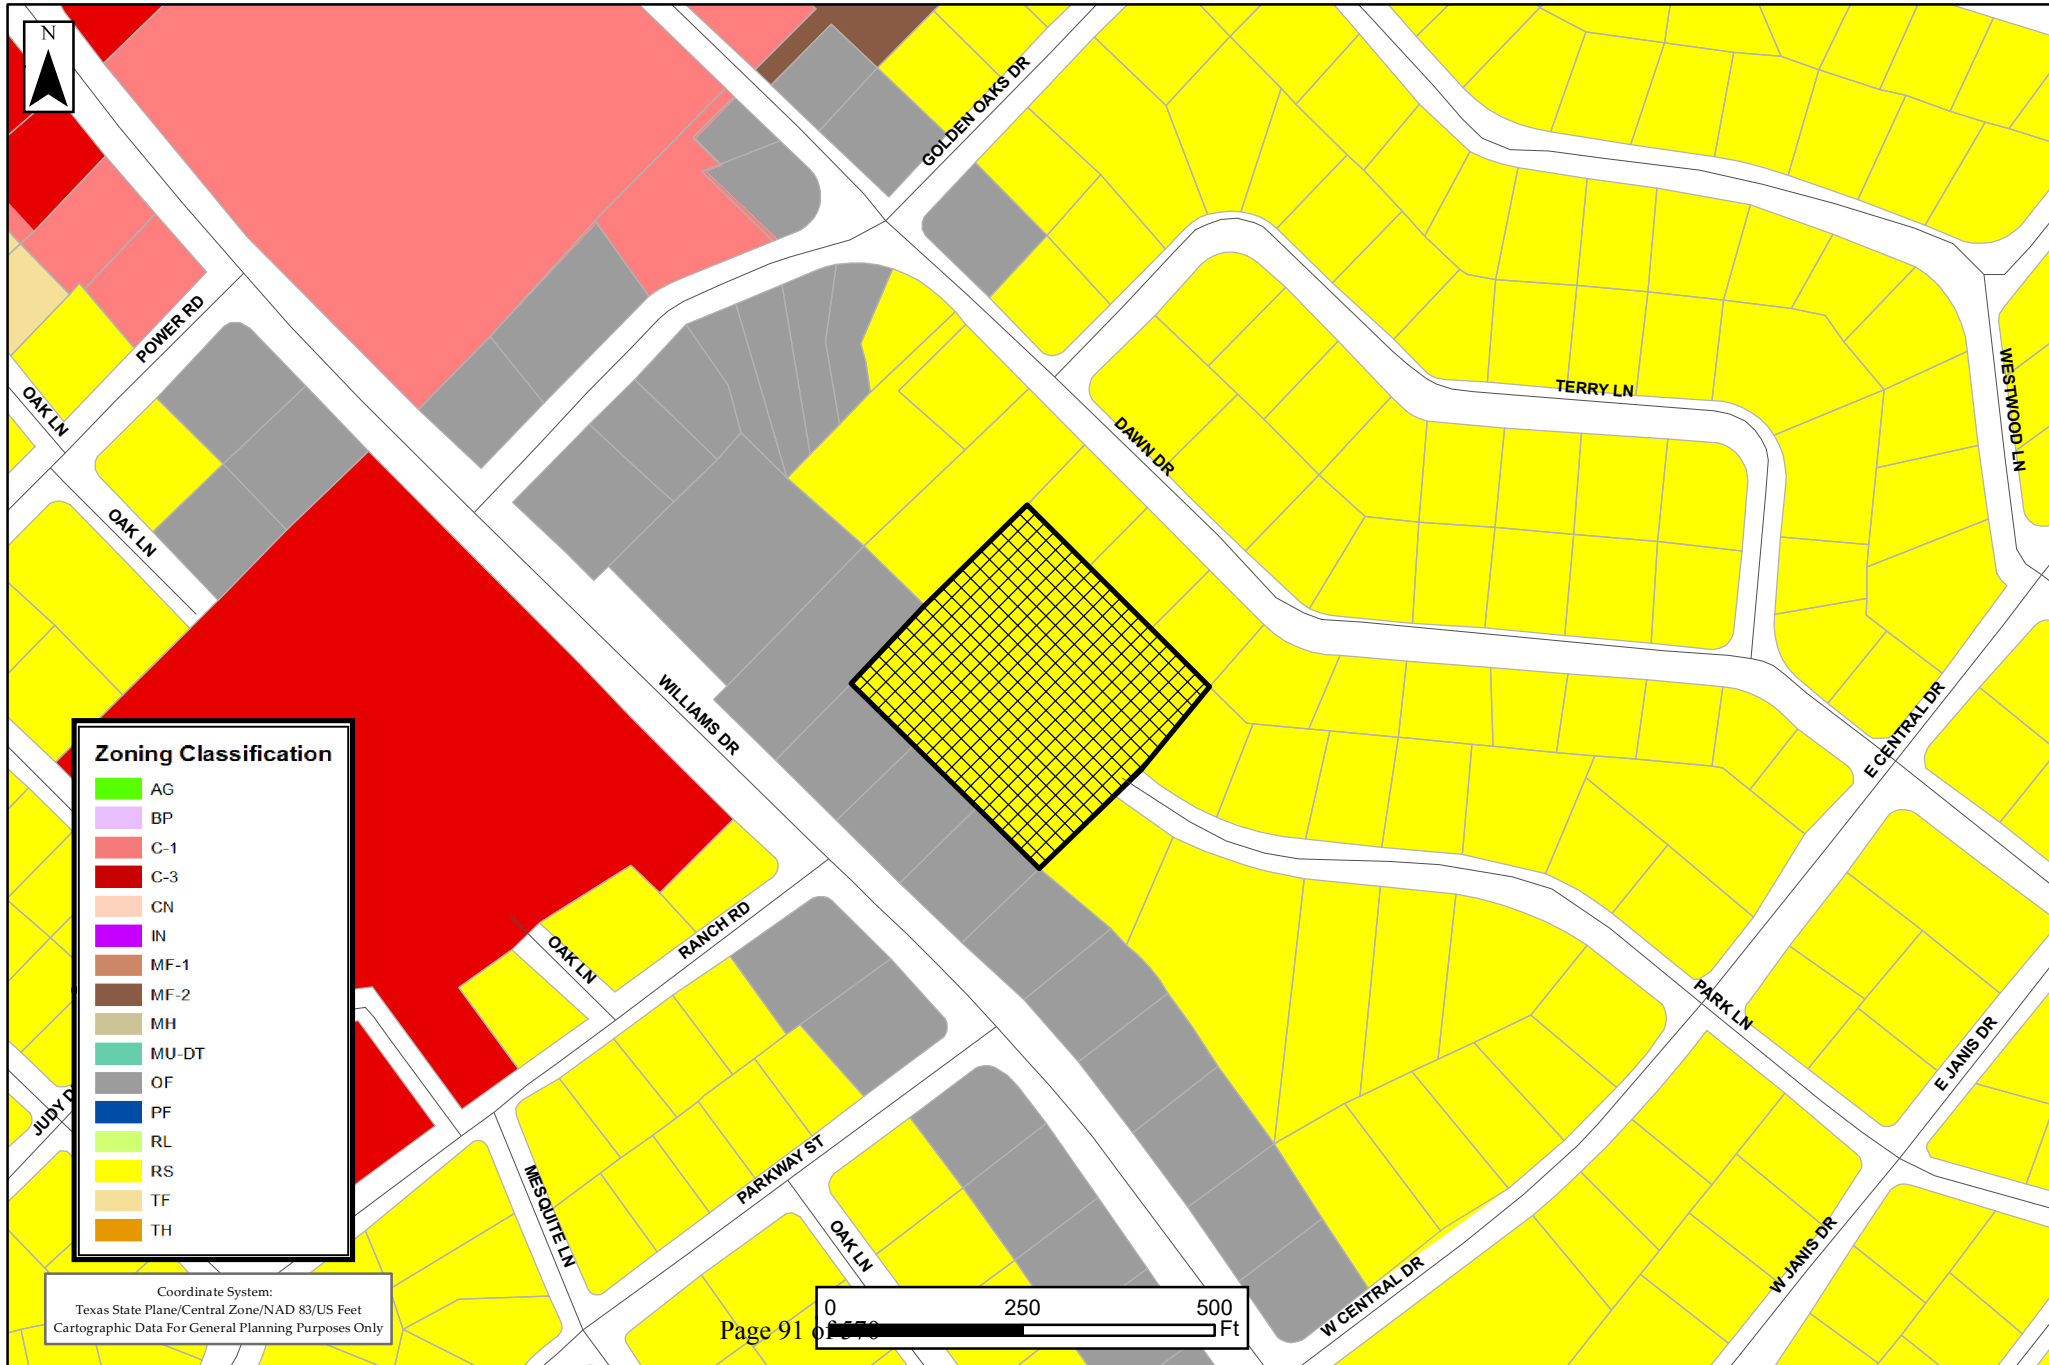 N
GOLDEN OAKS DR
POWER RD
OAK LN
TERRY LN
WESTWOOD LN
DAWN DR
OAK LN
WILLIAMS DR
E CENTRAL DR
Zoning Classification
AG
BP
C-1
C-3
CN
IN
MF-1
MF-2
MH
MU-DT
OF
PF
RL
RS
TF
TH
RANCH RD
OAK LN
PARK LN
E JANIS DR
JUDY D
MESQUITE LN
PARKWAY ST
OAK LN
W CENTRAL DR
W JANIS DR
Coordinate System:
Texas State Plane/Central Zone/NAD 83/US Feet
Cartographic Data For General Planning Purposes Only
0 250 500
Ft
Page 91 of 570